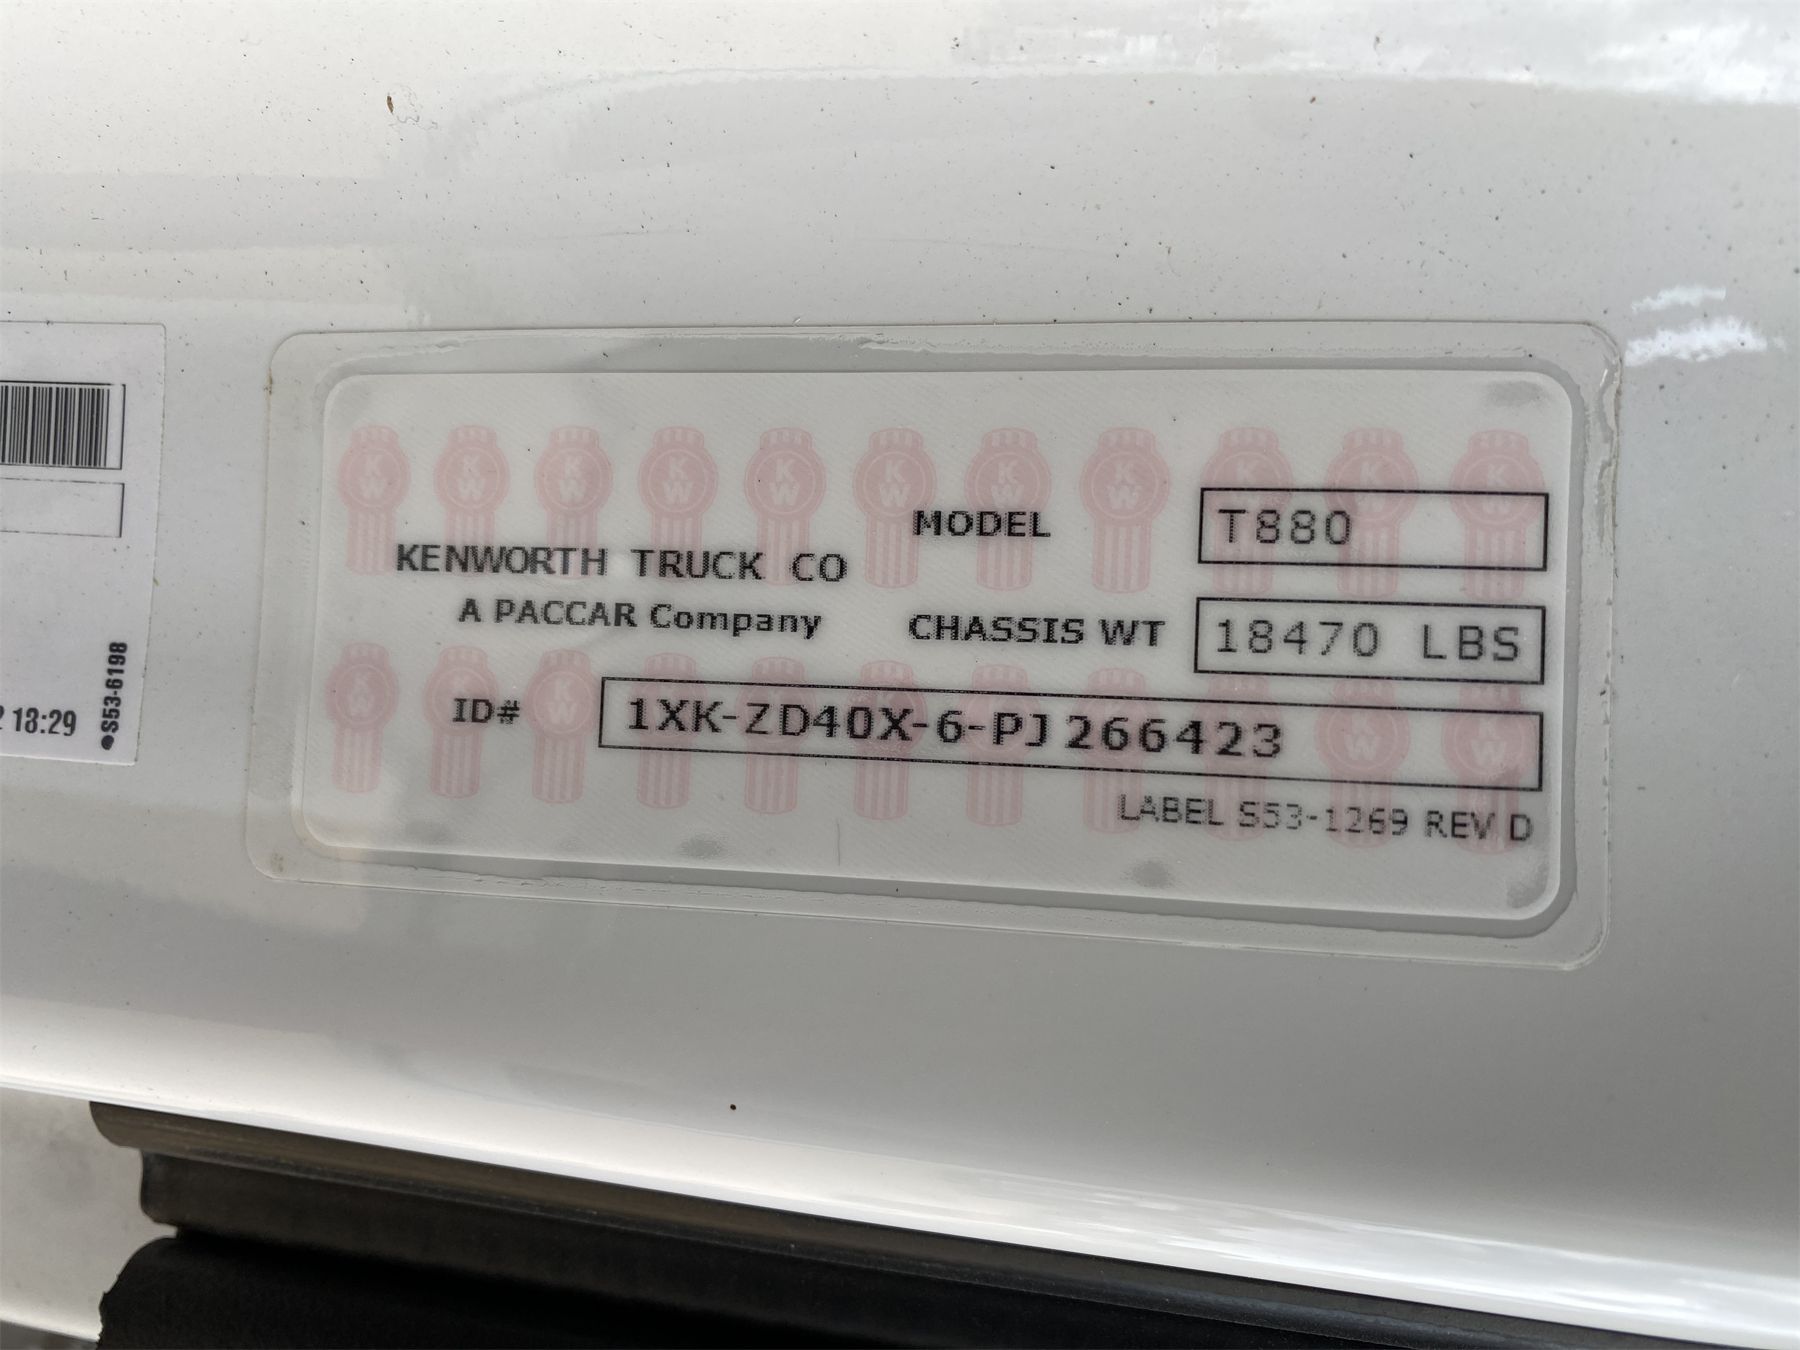 MODEL T880
KENWORTH TRUCK CO
A PACCAR Company
CHASSIS WT 18470 LBS
ID# 1XK-ZD40X-6-PJ266423
LABEL S53-1269 REV D
18:29
S53-6198